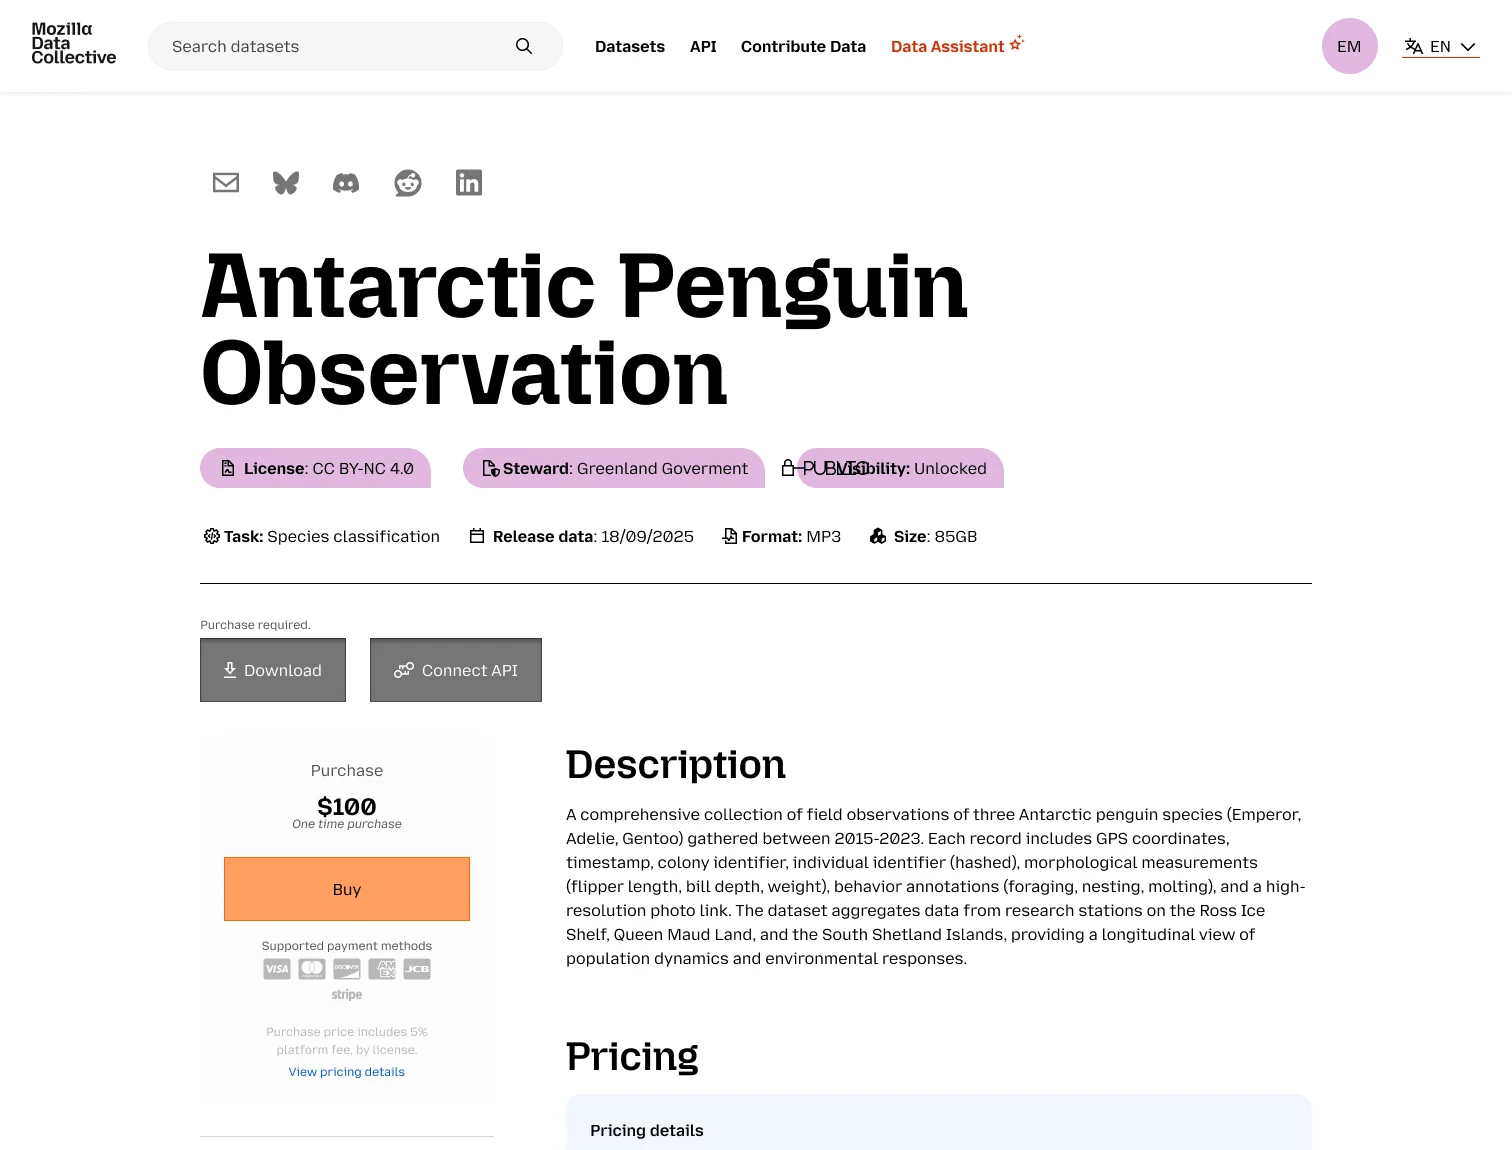 Mozilla
Data
Collective
Search datasets
Datasets
API
Contribute Data
Data Assistant
EM
EN
Antarctic Penguin
Observation
License: CC BY-NC 4.0
Steward: Greenland Goverment
PUBLIC
Visibility: Unlocked
Task: Species classification
Release data: 18/09/2025
Format: MP3
Size: 85GB
Purchase required.
Download
Connect API
Purchase
$100
One time purchase
Buy
Supported payment methods
VISA
DISCOVER
AMEX
JCB
stripe
Purchase price includes 5%
platform fee, by license.
View pricing details
Description
A comprehensive collection of field observations of three Antarctic penguin species (Emperor,
Adelie, Gentoo) gathered between 2015-2023. Each record includes GPS coordinates,
timestamp, colony identifier, individual identifier (hashed), morphological measurements
(flipper length, bill depth, weight), behavior annotations (foraging, nesting, molting), and a high-
resolution photo link. The dataset aggregates data from research stations on the Ross Ice
Shelf, Queen Maud Land, and the South Shetland Islands, providing a longitudinal view of
population dynamics and environmental responses.
Pricing
Pricing details